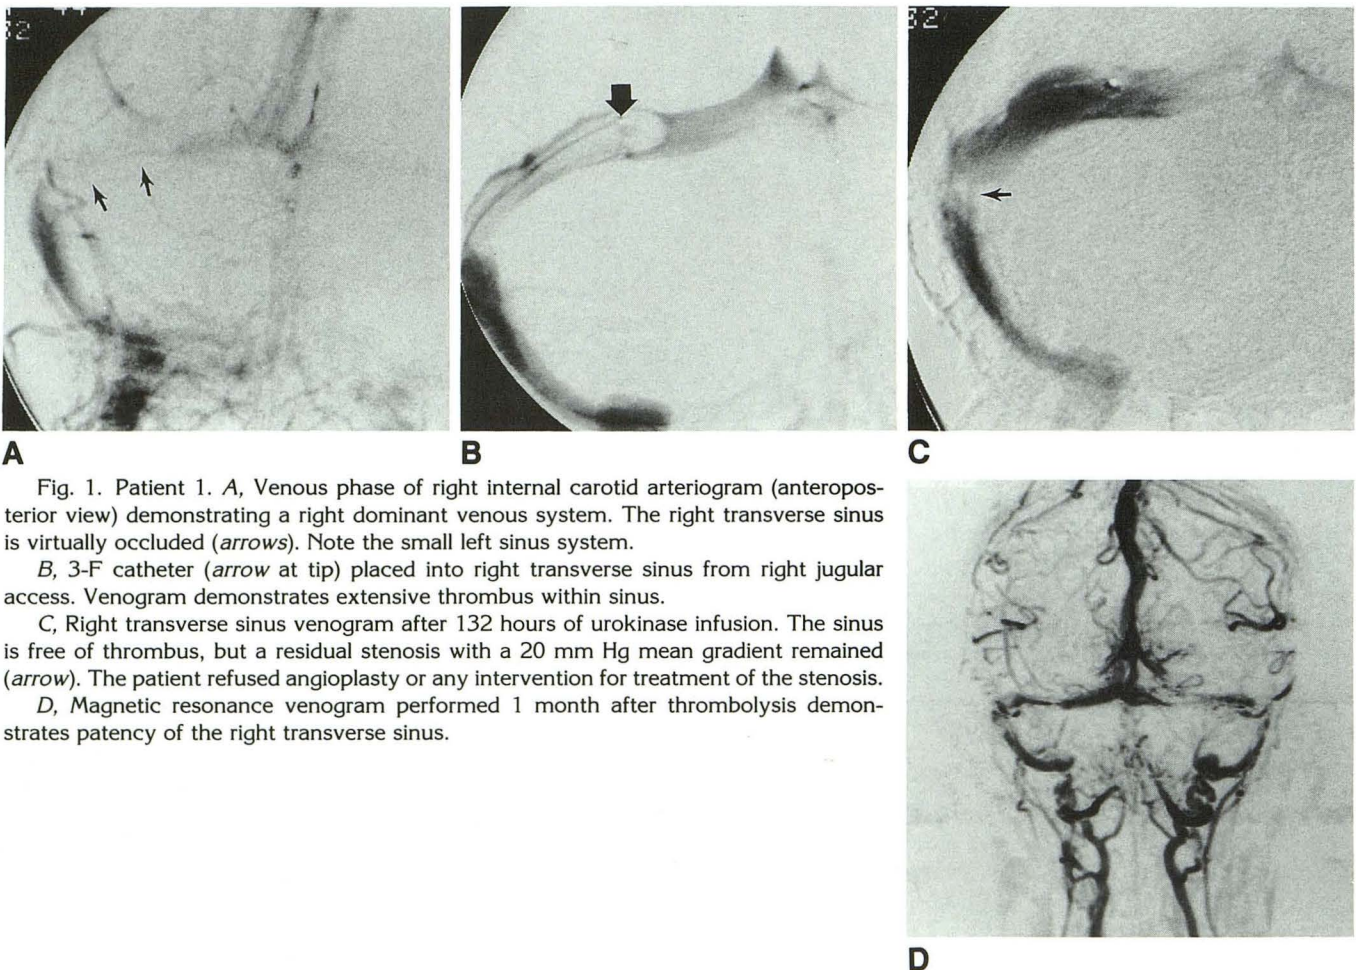 32
32
A
B
C
Fig. 1. Patient 1. A, Venous phase of right internal carotid arteriogram (anteropos-
terior view) demonstrating a right dominant venous system. The right transverse sinus
is virtually occluded (arrows). Note the small left sinus system.
B, 3-F catheter (arrow at tip) placed into right transverse sinus from right jugular
access. Venogram demonstrates extensive thrombus within sinus.
C, Right transverse sinus venogram after 132 hours of urokinase infusion. The sinus
is free of thrombus, but a residual stenosis with a 20 mm Hg mean gradient remained
(arrow). The patient refused angioplasty or any intervention for treatment of the stenosis.
D, Magnetic resonance venogram performed 1 month after thrombolysis demon-
strates patency of the right transverse sinus.
D